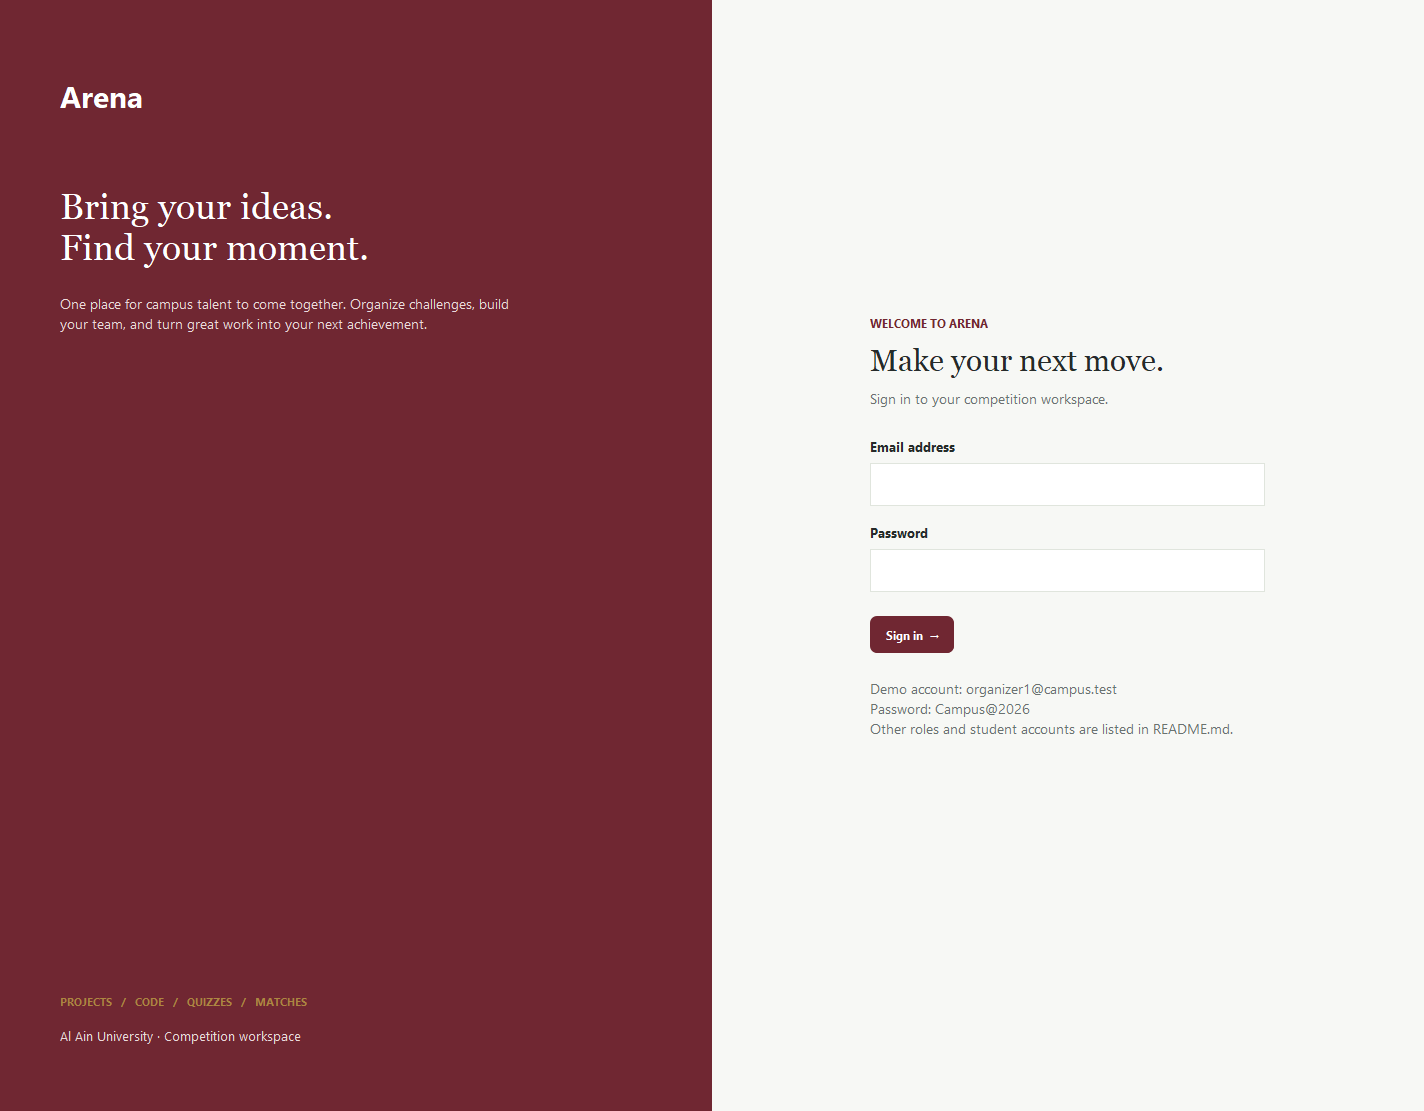 Arena
Bring your ideas.
Find your moment.
One place for campus talent to come together. Organize challenges, build
your team, and turn great work into your next achievement.
PROJECTS / CODE / QUIZZES / MATCHES
Al Ain University · Competition workspace
WELCOME TO ARENA
Make your next move.
Sign in to your competition workspace.
Email address
Password
Sign in →
Demo account: organizer1@campus.test
Password: Campus@2026
Other roles and student accounts are listed in README.md.